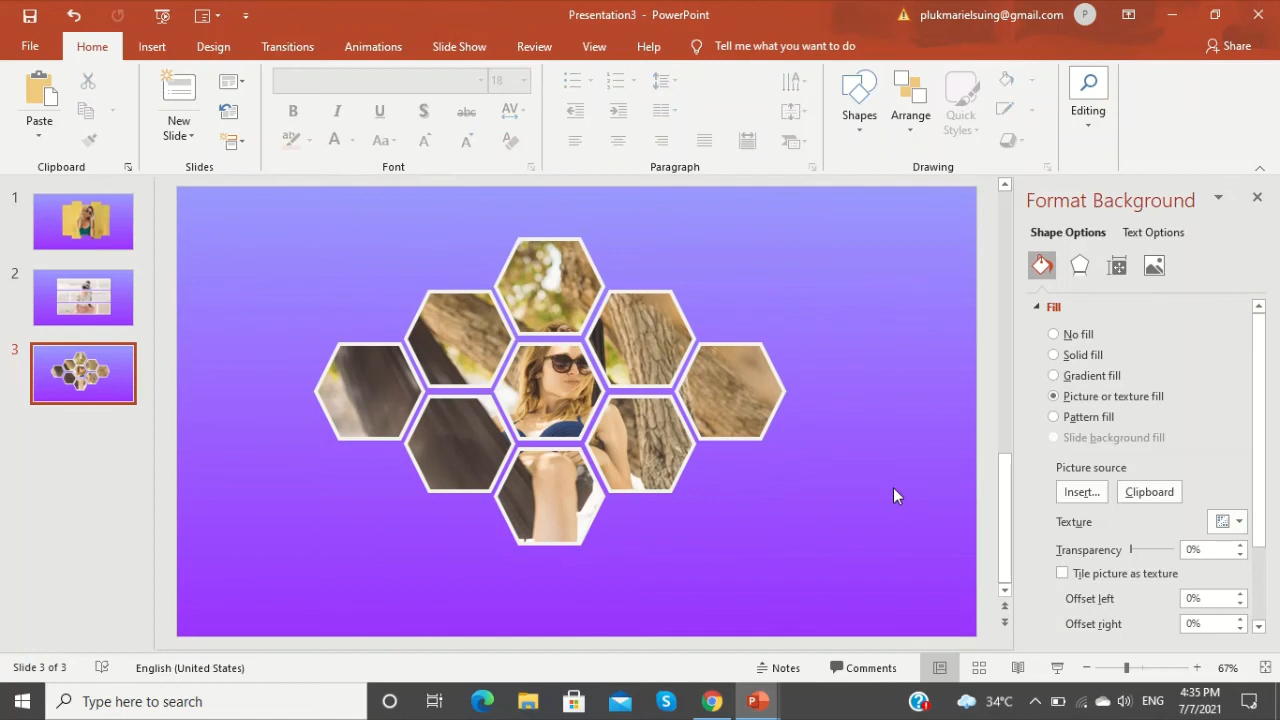 Presentation3 - PowerPoint
plukmarielsuing@gmail.com
P
File
Home
Insert
Design
Transitions
Animations
Slide Show
Review
View
Help
Tell me what you want to do
Share
Paste
New
Slide
18
B
I
U
S
abc
AV
A
Aa
A
A
Shapes
Arrange
Quick
Styles
Editing
Clipboard
Slides
Font
Paragraph
Drawing
1
2
3
Format Background
Shape Options
Text Options
Fill
No fill
Solid fill
Gradient fill
Picture or texture fill
Pattern fill
Slide background fill
Picture source
Insert...
Clipboard
Texture
Transparency
0%
Tile picture as texture
Offset left
0%
Offset right
0%
Slide 3 of 3
English (United States)
Notes
Comments
67%
Type here to search
34°C
ENG
4:35 PM
7/7/2021